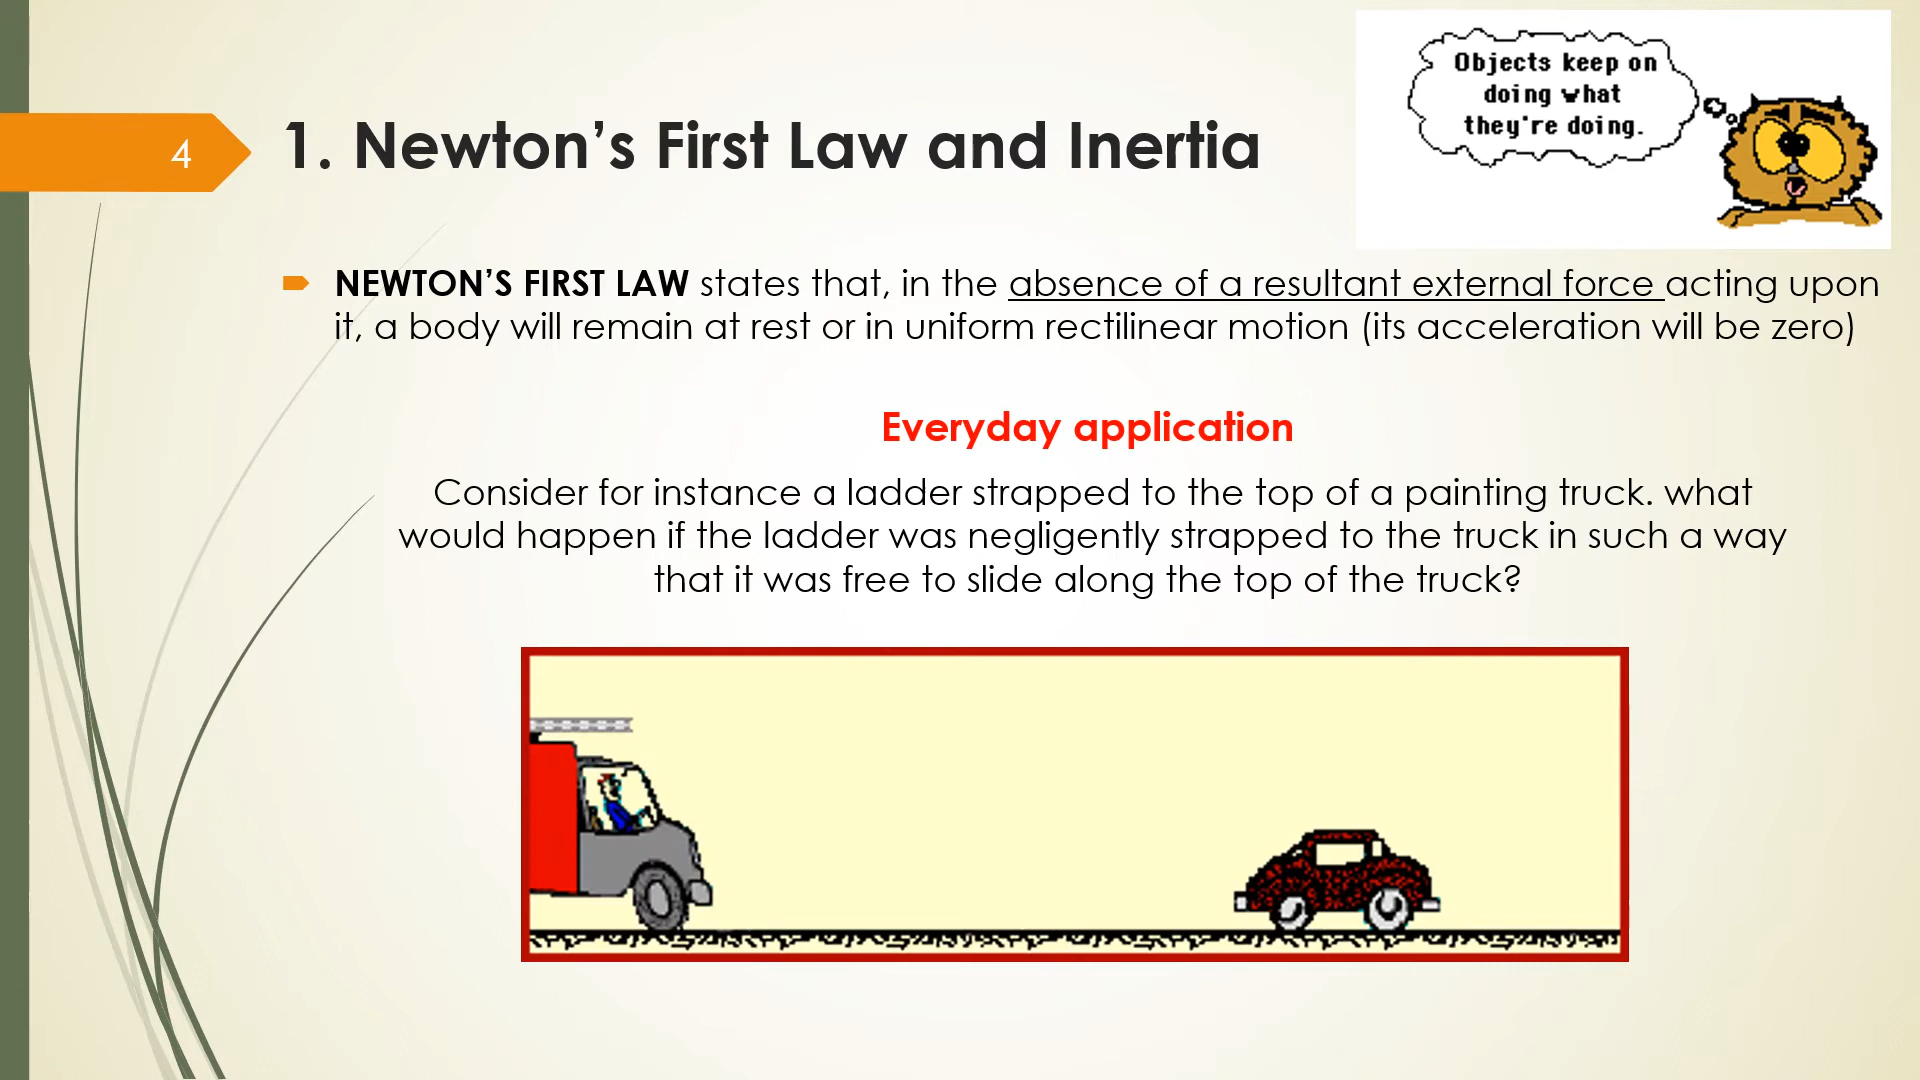 Objects keep on
doing what
they're doing.
4
1. Newton’s First Law and Inertia
NEWTON’S FIRST LAW states that, in the absence of a resultant external force acting upon
it, a body will remain at rest or in uniform rectilinear motion (its acceleration will be zero)
Everyday application
Consider for instance a ladder strapped to the top of a painting truck. what
would happen if the ladder was negligently strapped to the truck in such a way
that it was free to slide along the top of the truck?